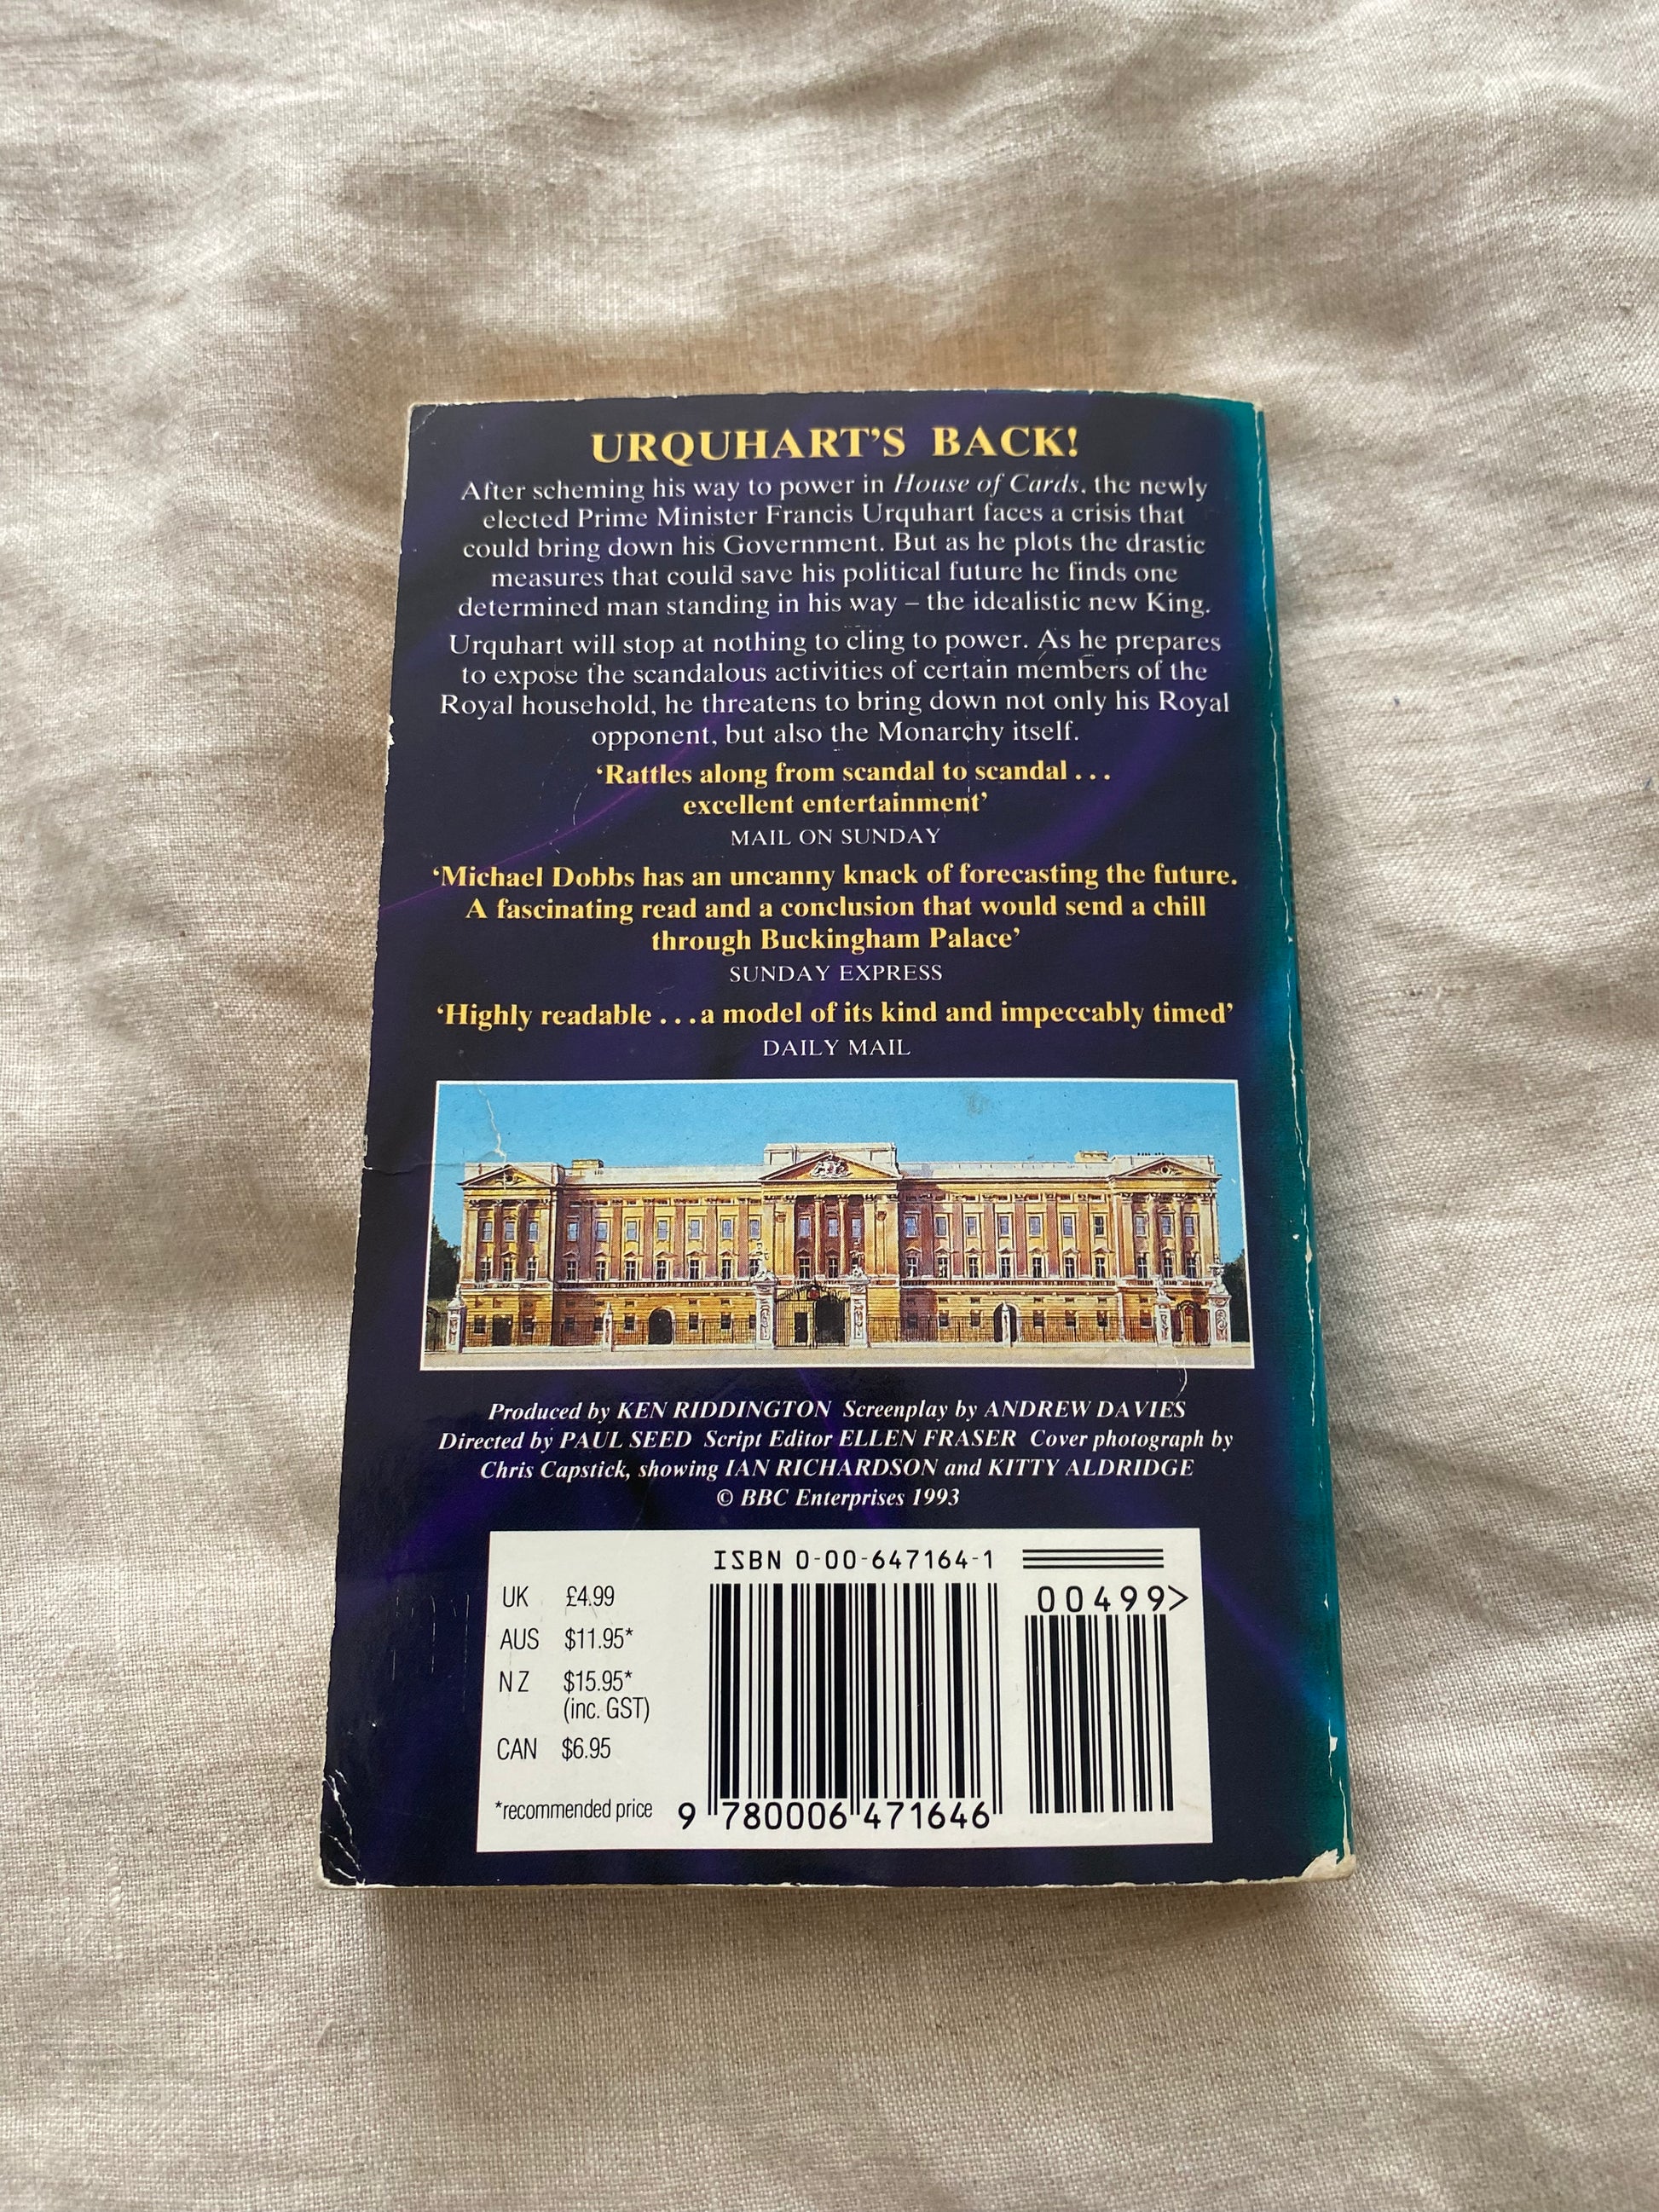 URQUHART'S BACK!
After scheming his way to power in House of Cards, the newly
elected Prime Minister Francis Urquhart faces a crisis that
could bring down his Government. But as he plots the drastic
measures that could save his political future he finds one
determined man standing in his way – the idealistic new King.
Urquhart will stop at nothing to cling to power. As he prepares
to expose the scandalous activities of certain members of the
Royal household, he threatens to bring down not only his Royal
opponent, but also the Monarchy itself.
‘Rattles along from scandal to scandal . . .
excellent entertainment’
MAIL ON SUNDAY
‘Michael Dobbs has an uncanny knack of forecasting the future.
A fascinating read and a conclusion that would send a chill
through Buckingham Palace’
SUNDAY EXPRESS
‘Highly readable . . . a model of its kind and impeccably timed’
DAILY MAIL
Produced by KEN RIDDINGTON Screenplay by ANDREW DAVIES
Directed by PAUL SEED Script Editor ELLEN FRASER Cover photograph by
Chris Capstick, showing IAN RICHARDSON and KITTY ALDRIDGE
© BBC Enterprises 1993
ISBN 0-00-647164-1
00499>
UK £4.99
AUS $11.95*
NZ $15.95*
(inc. GST)
CAN $6.95
*recommended price
9 780006 471646